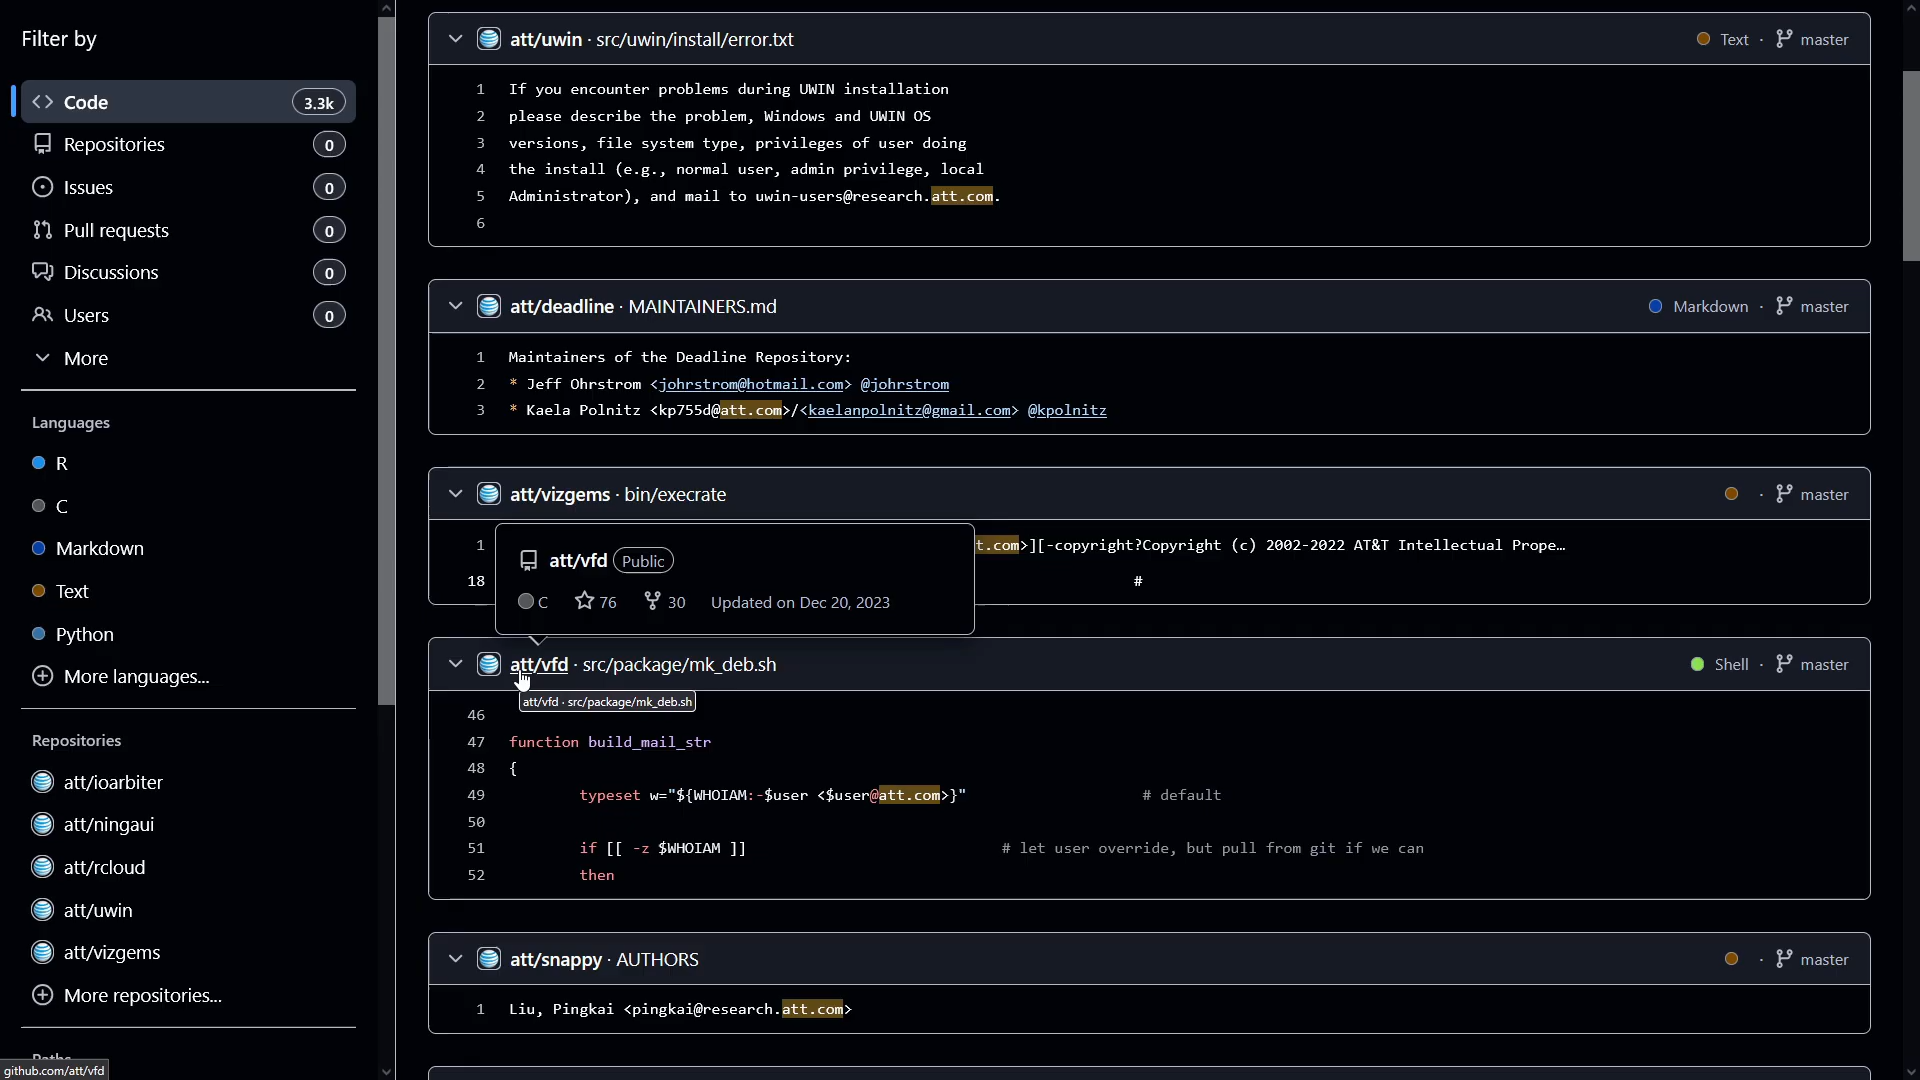 Filter by
Code 3.3k
Repositories 0
Issues 0
Pull requests 0
Discussions 0
Users 0
More
Languages
R
C
Markdown
Text
Python
More languages...
Repositories
att/ioarbiter
att/ningaui
att/rcloud
att/uwin
att/vizgems
More repositories...
Paths
github.com/att/vfd
att/uwin · src/uwin/install/error.txt Text · master
1 If you encounter problems during UWIN installation
2 please describe the problem, Windows and UWIN OS
3 versions, file system type, privileges of user doing
4 the install (e.g., normal user, admin privilege, local
5 Administrator), and mail to uwin-users@research.att.com.
6
att/deadline · MAINTAINERS.md Markdown · master
1 Maintainers of the Deadline Repository:
2 * Jeff Ohrstrom <johrstrom@hotmail.com> @johrstrom
3 * Kaela Polnitz <kp755d@att.com>/<kaelanpolnitz@gmail.com> @kpolnitz
att/vizgems · bin/execrate · master
1 t.com>][-copyright?Copyright (c) 2002-2022 AT&T Intellectual Prope…
18 #
att/vfd Public
C 76 30 Updated on Dec 20, 2023
att/vfd · src/package/mk_deb.sh Shell · master
att/vfd · src/package/mk_deb.sh
46
47 function build_mail_str
48 {
49 typeset w="${WHOIAM:-$user <$user@att.com>}" # default
50
51 if [[ -z $WHOIAM ]] # let user override, but pull from git if we can
52 then
att/snappy · AUTHORS · master
1 Liu, Pingkai <pingkai@research.att.com>